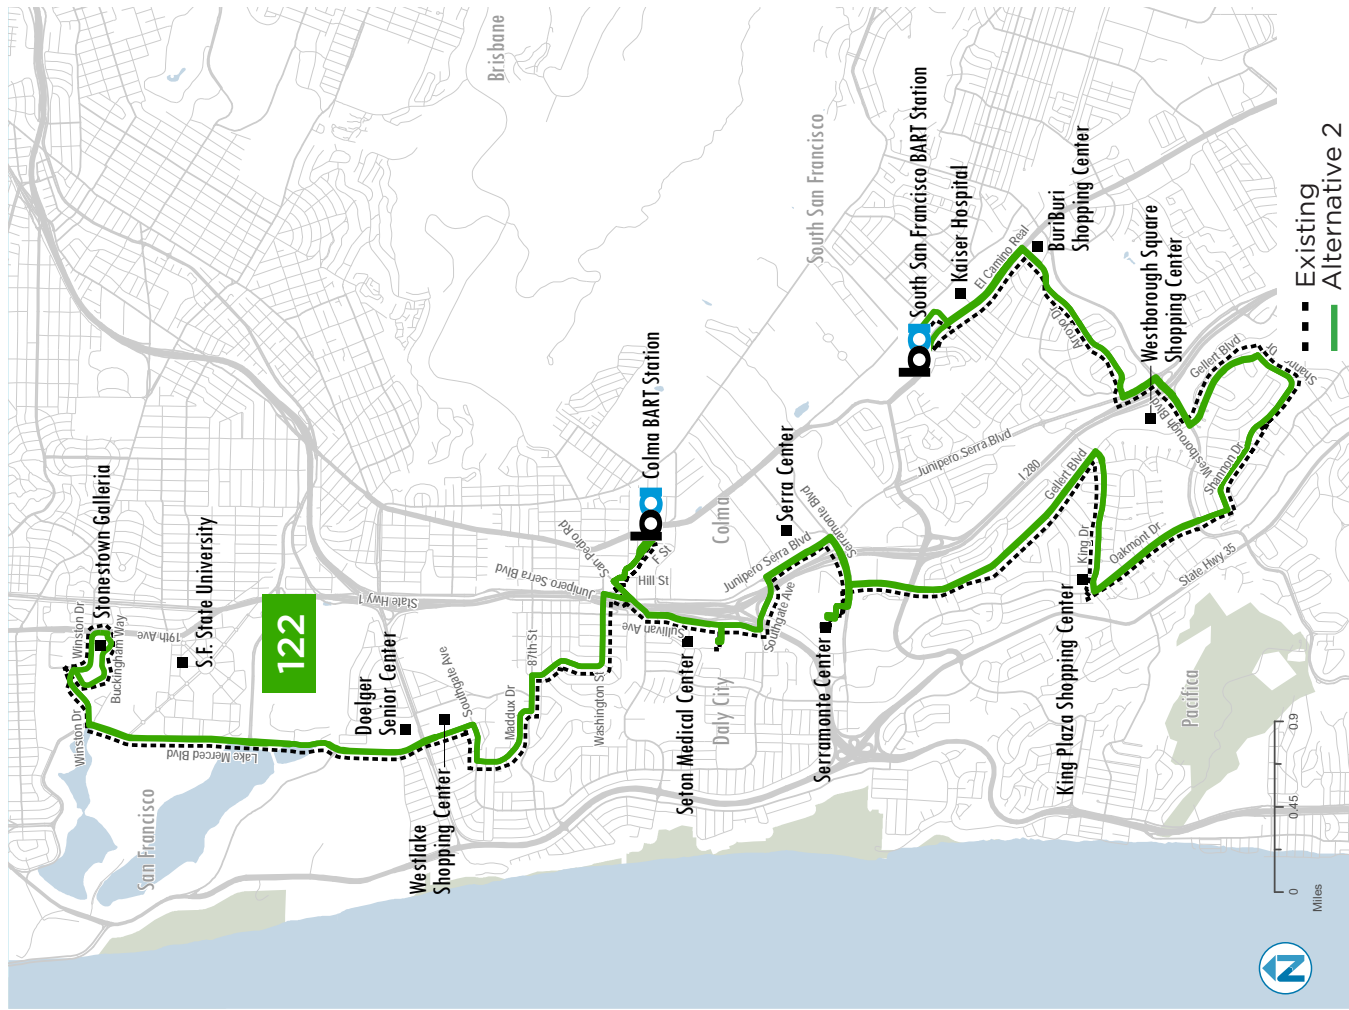 Brisbane
South San Francisco
South San Francisco BART Station
ba
Kaiser Hospital
El Camino Real
BuriBuri
Shopping Center
Arroyo Dr
Westborough Square
Shopping Center
Gellert Blvd
Shannon Dr
Westborough Blvd
Shannon Dr
Existing
Alternative 2
Colma BART Station
ba
Colma
Serra Center
Serramonte Blvd
Serramonte Blvd
Junipero Serra Blvd
Junipero Serra Blvd
I 280
Gellert Blvd
King Dr
Oakmont Dr
State Hwy 35
King Plaza Shopping Center
Pacifica
Stonestown Galleria
Winston Dr
Buckingham Way
19th Ave
S.F. State University
122
State Hwy 1
Junipero Serra Blvd
San Pedro Rd
F St
Hill St
Sullivan Ave
Southgate Ave
Seton Medical Center
Daly City
Serramonte Center
Doelger
Senior Center
Southgate Ave
87th St
Maddux Dr
Washington St
Westlake
Shopping Center
Winston Dr
Lake Merced Blvd
San Francisco
0
0.45
0.9
Miles
N